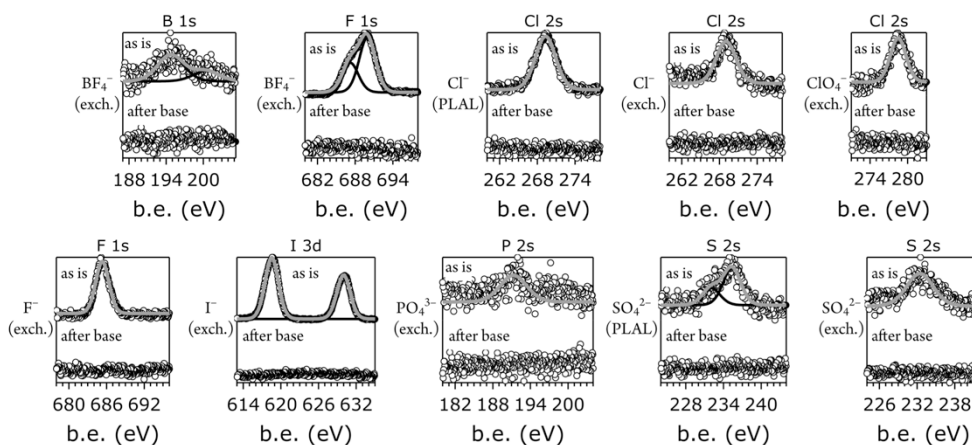 B 1s
F 1s
Cl 2s
Cl 2s
Cl 2s
as is
as is
as is
as is
as is
BF₄⁻
(exch.)
BF₄⁻
(exch.)
Cl⁻
(PLAL)
Cl⁻
(exch.)
ClO₄⁻
(exch.)
after base
after base
after base
after base
after base
188 194 200
682 688 694
262 268 274
262 268 274
274 280
b.e. (eV)
b.e. (eV)
b.e. (eV)
b.e. (eV)
b.e. (eV)
F 1s
I 3d
P 2s
S 2s
S 2s
as is
as is
as is
as is
as is
F⁻
(exch.)
I⁻
(exch.)
PO₄³⁻
(exch.)
SO₄²⁻
(PLAL)
SO₄²⁻
(exch.)
after base
after base
after base
after base
after base
680 686 692
614 620 626 632
182 188 194 200
228 234 240
226 232 238
b.e. (eV)
b.e. (eV)
b.e. (eV)
b.e. (eV)
b.e. (eV)